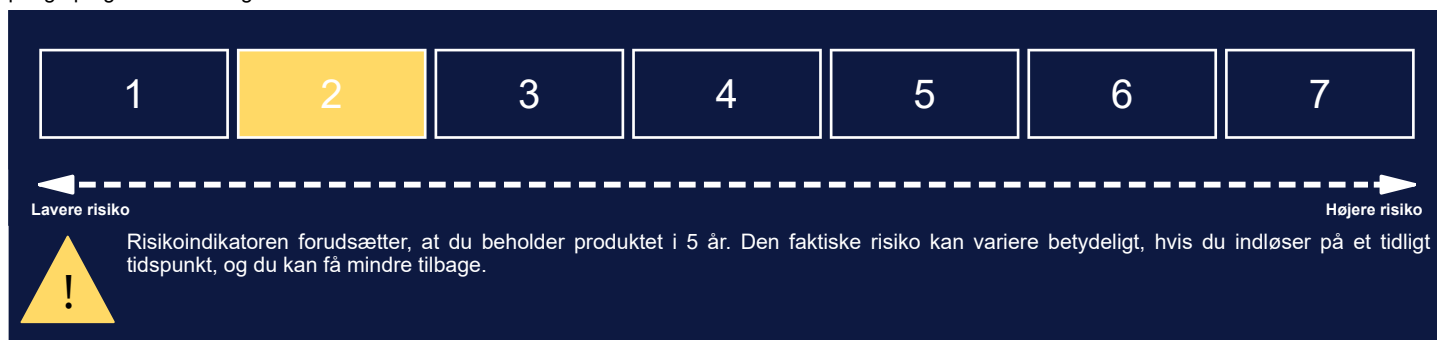 1 2 3 4 5 6 7
Lavere risiko Højere risiko
Risikoindikatoren forudsætter, at du beholder produktet i 5 år. Den faktiske risiko kan variere betydeligt, hvis du indløser på et tidligt
tidspunkt, og du kan få mindre tilbage.
!